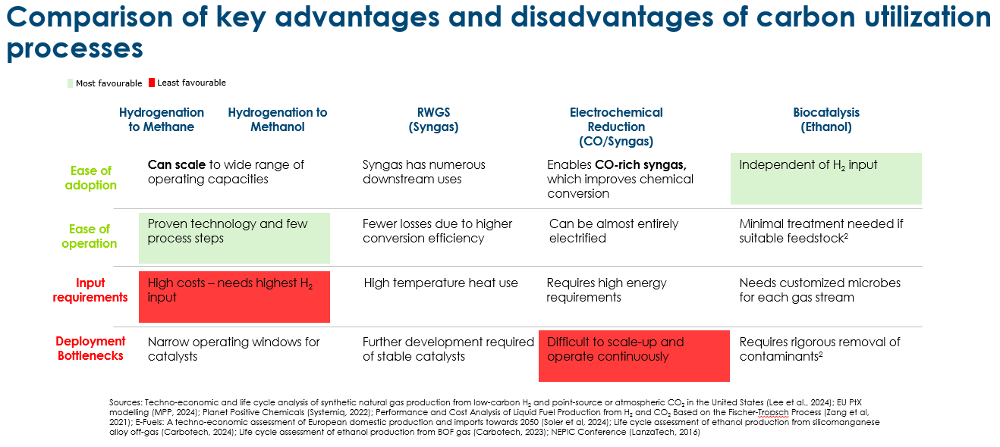 Comparison of key advantages and disadvantages of carbon utilization
processes
Most favourable
Least favourable
Hydrogenation
to Methane
Hydrogenation to
Methanol
RWGS
(Syngas)
Electrochemical
Reduction
(CO/Syngas)
Biocatalysis
(Ethanol)
Ease of
adoption
Can scale to wide range of
operating capacities
Syngas has numerous
downstream uses
Enables CO-rich syngas,
which improves chemical
conversion
Independent of H₂ input
Ease of
operation
Proven technology and few
process steps
Fewer losses due to higher
conversion efficiency
Can be almost entirely
electrified
Minimal treatment needed if
suitable feedstock²
Input
requirements
High costs – needs highest H₂
input
High temperature heat use
Requires high energy
requirements
Needs customized microbes
for each gas stream
Deployment
Bottlenecks
Narrow operating windows for
catalysts
Further development required
of stable catalysts
Difficult to scale-up and
operate continuously
Requires rigorous removal of
contaminants²
Sources: Techno-economic and life cycle analysis of synthetic natural gas production from low-carbon H₂ and point-source or atmospheric CO₂ in the United States (Lee et al., 2024); EU PtX
modelling (MPP, 2024); Planet Positive Chemicals (Systemiq, 2022); Performance and Cost Analysis of Liquid Fuel Production from H₂ and CO₂ Based on the Fischer-Tropsch Process (Zang et al,
2021); E-Fuels: A techno-economic assessment of European domestic production and imports towards 2050 (Soler et al, 2024); Life cycle assessment of ethanol production from silicomanganese
alloy off-gas (Carbotech, 2024); Life cycle assessment of ethanol production from BOF gas (Carbotech, 2023); NEPIC Conference (LanzaTech, 2016)